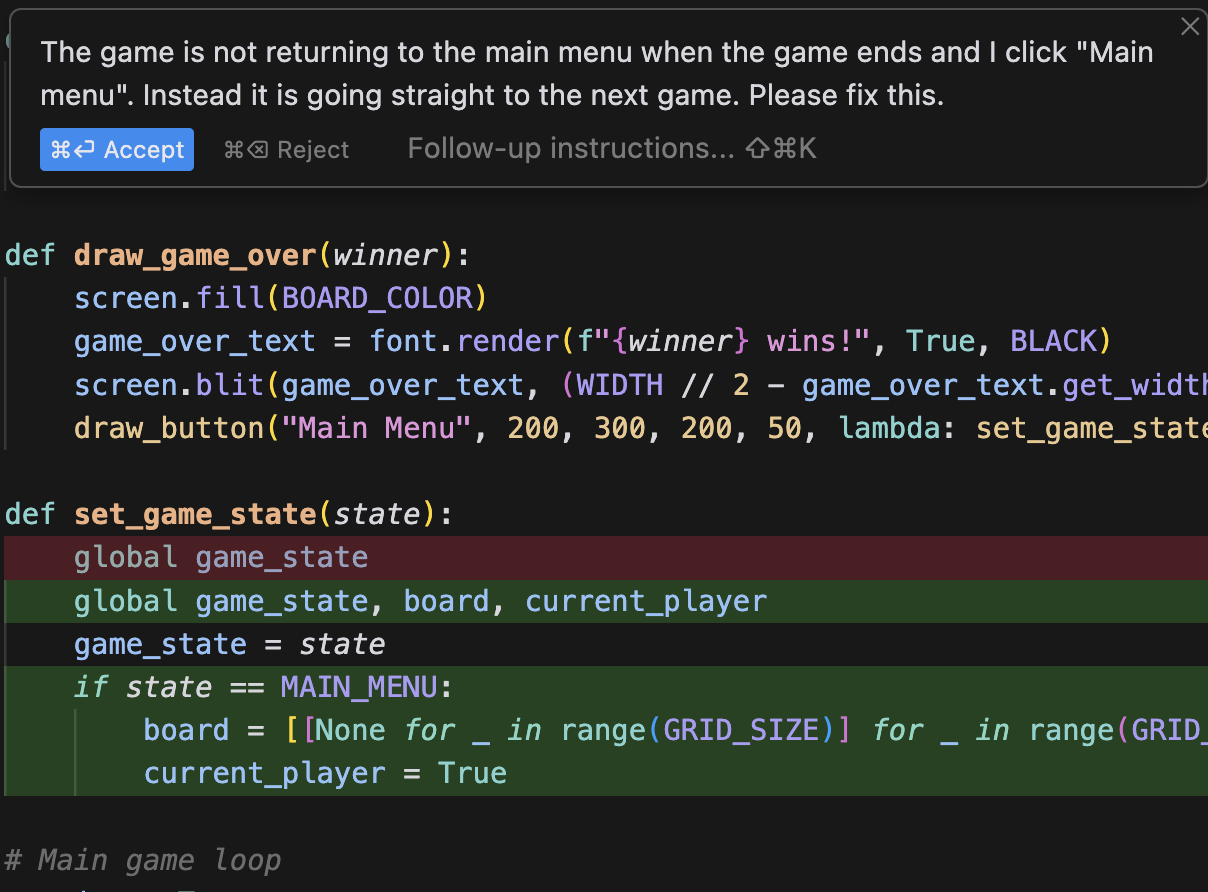 The game is not returning to the main menu when the game ends and I click "Main
menu". Instead it is going straight to the next game. Please fix this.
⌘⏎ Accept ⌘⌫ Reject Follow-up instructions... ⇧⌘K
def draw_game_over(winner):
    screen.fill(BOARD_COLOR)
    game_over_text = font.render(f"{winner} wins!", True, BLACK)
    screen.blit(game_over_text, (WIDTH // 2 - game_over_text.get_width
    draw_button("Main Menu", 200, 300, 200, 50, lambda: set_game_state
def set_game_state(state):
    global game_state
    global game_state, board, current_player
    game_state = state
    if state == MAIN_MENU:
        board = [[None for _ in range(GRID_SIZE)] for _ in range(GRID_
        current_player = True
# Main game loop